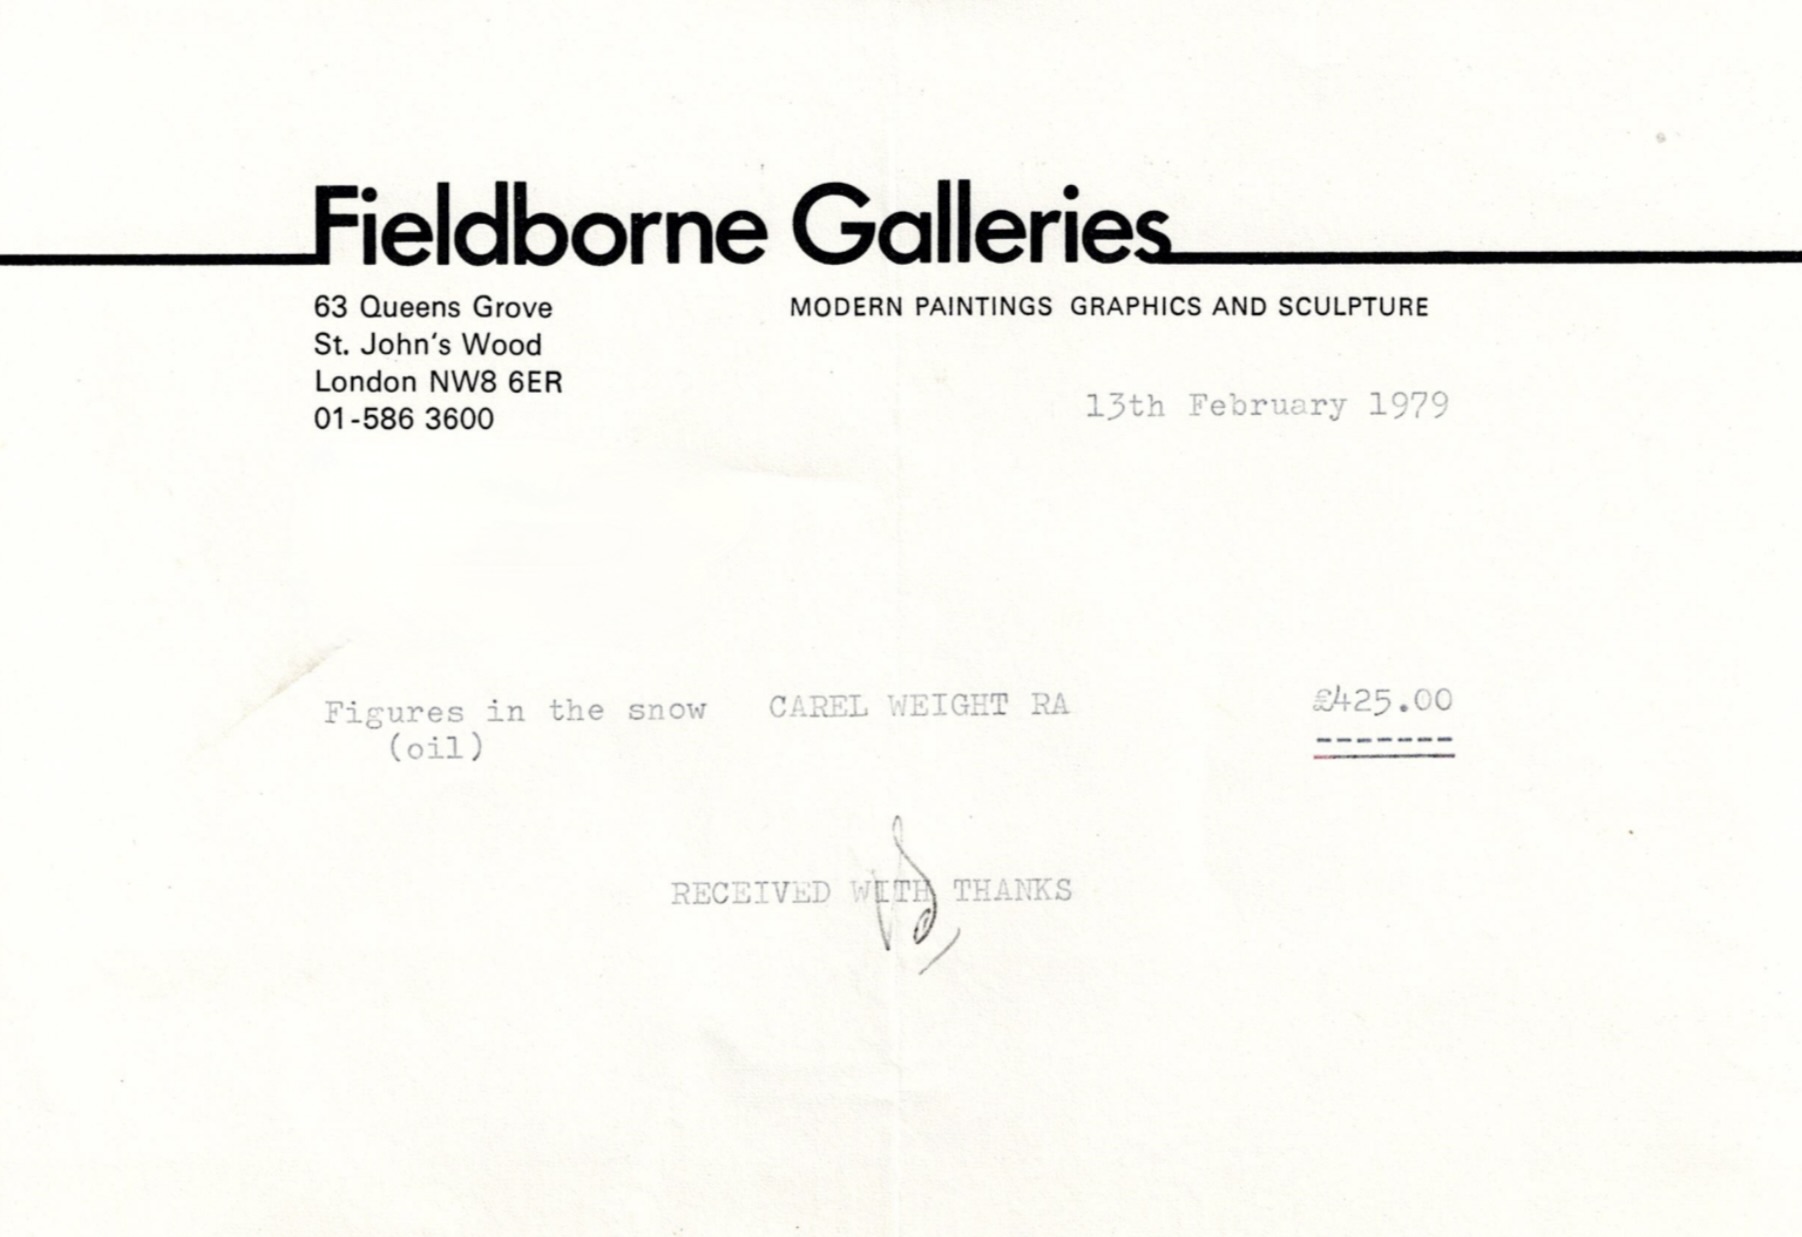 Fieldborne Galleries
63 Queens Grove
St. John's Wood
London NW8 6ER
01-586 3600
MODERN PAINTINGS GRAPHICS AND SCULPTURE
13th February 1979
Figures in the snow CAREL WEIGHT RA £425.00
(oil)
-------
RECEIVED WITH THANKS